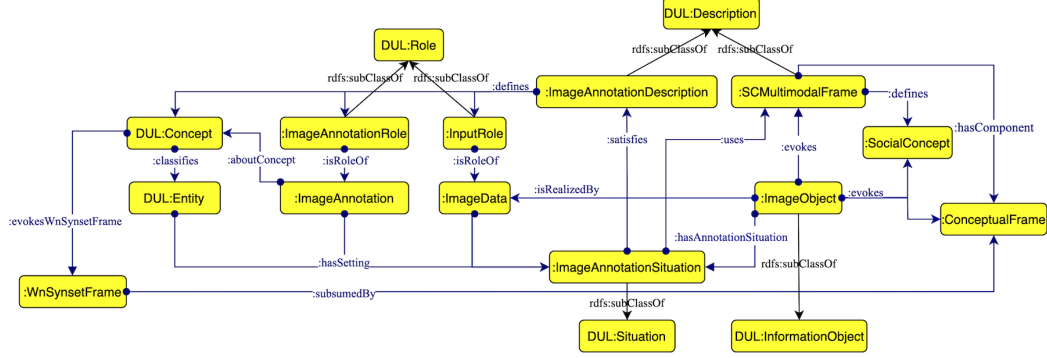 DUL:Description
DUL:Role
rdfs:subClassOf
rdfs:subClassOf
rdfs:subClassOf
rdfs:subClassOf
:defines
:ImageAnnotationDescription
:SCMultimodalFrame
:defines
DUL:Concept
:ImageAnnotationRole
:InputRole
:hasComponent
:satisfies
:uses
:evokes
:SocialConcept
:classifies
:aboutConcept
:isRoleOf
:isRoleOf
DUL:Entity
:ImageAnnotation
:ImageData
:isRealizedBy
:ImageObject
:evokes
:evokesWnSynsetFrame
:ConceptualFrame
:hasAnnotationSituation
:hasSetting
:ImageAnnotationSituation
rdfs:subClassOf
:WnSynsetFrame
:subsumedBy
rdfs:subClassOf
DUL:Situation
DUL:InformationObject